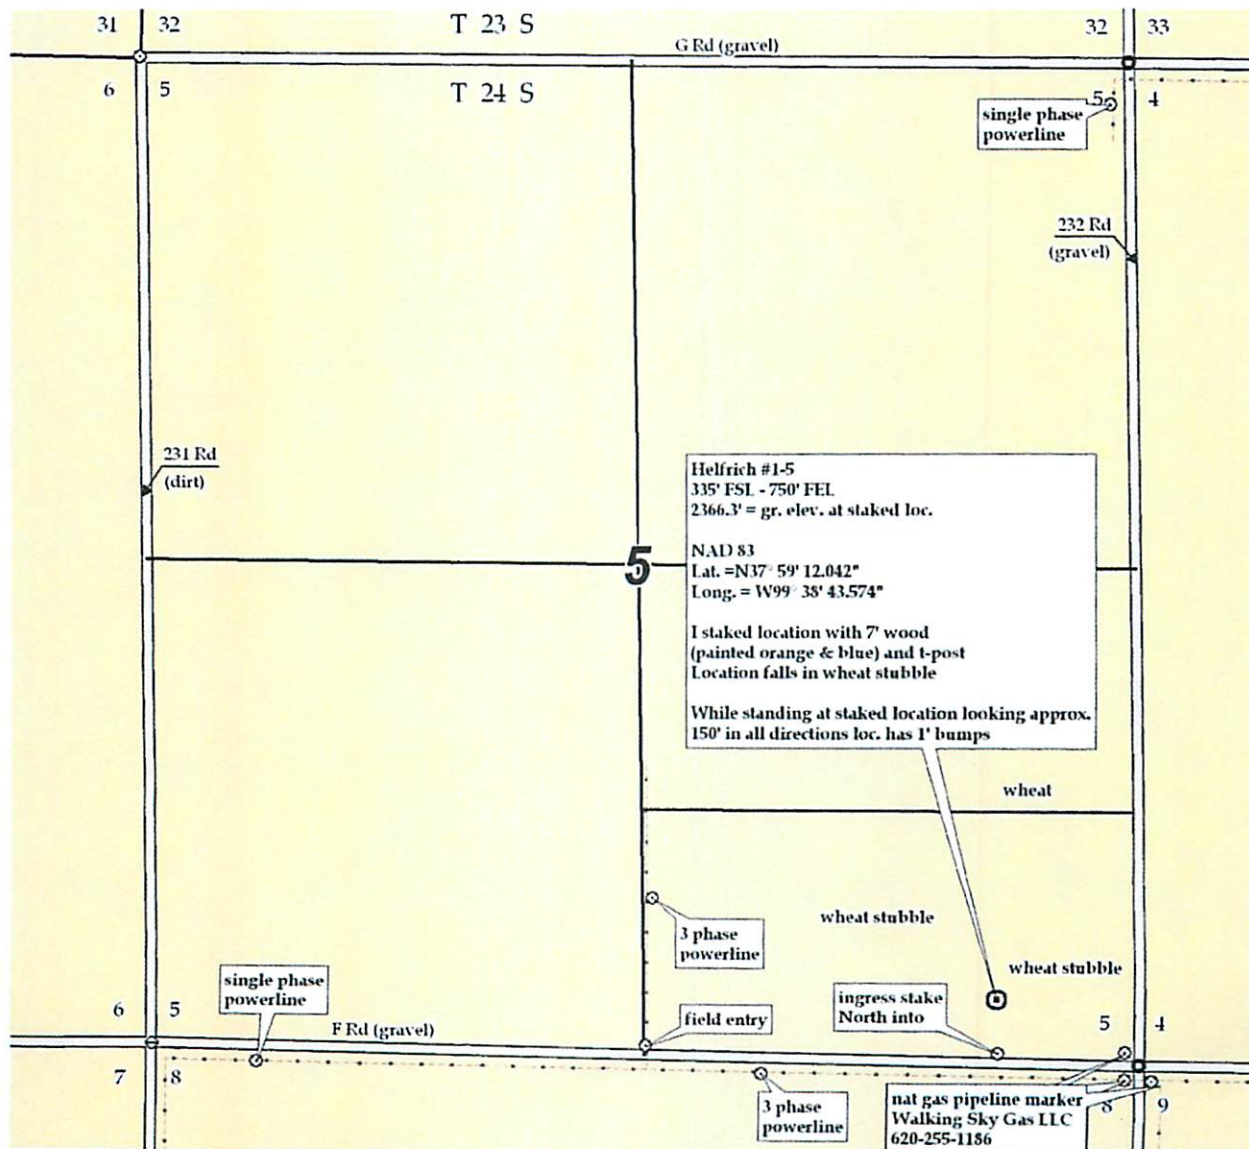 31 32
T 23 S
32 33
G Rd (gravel)
6 5
T 24 S
5 4
single phase
powerline
232 Rd
(gravel)
231 Rd
(dirt)
Helfrich #1-5
335' FSL - 750' FEL
2366.3' = gr. elev. at staked loc.
NAD 83
Lat. =N37° 59' 12.042"
Long. = W99° 38' 43.574"
I staked location with 7' wood
(painted orange & blue) and t-post
Location falls in wheat stubble
While standing at staked location looking approx.
150' in all directions loc. has 1' bumps
5
wheat
wheat stubble
3 phase
powerline
wheat stubble
single phase
powerline
ingress stake
North into
field entry
6 5
F Rd (gravel)
5 4
7 8
3 phase
powerline
nat gas pipeline marker
Walking Sky Gas LLC
620-255-1186
8 9